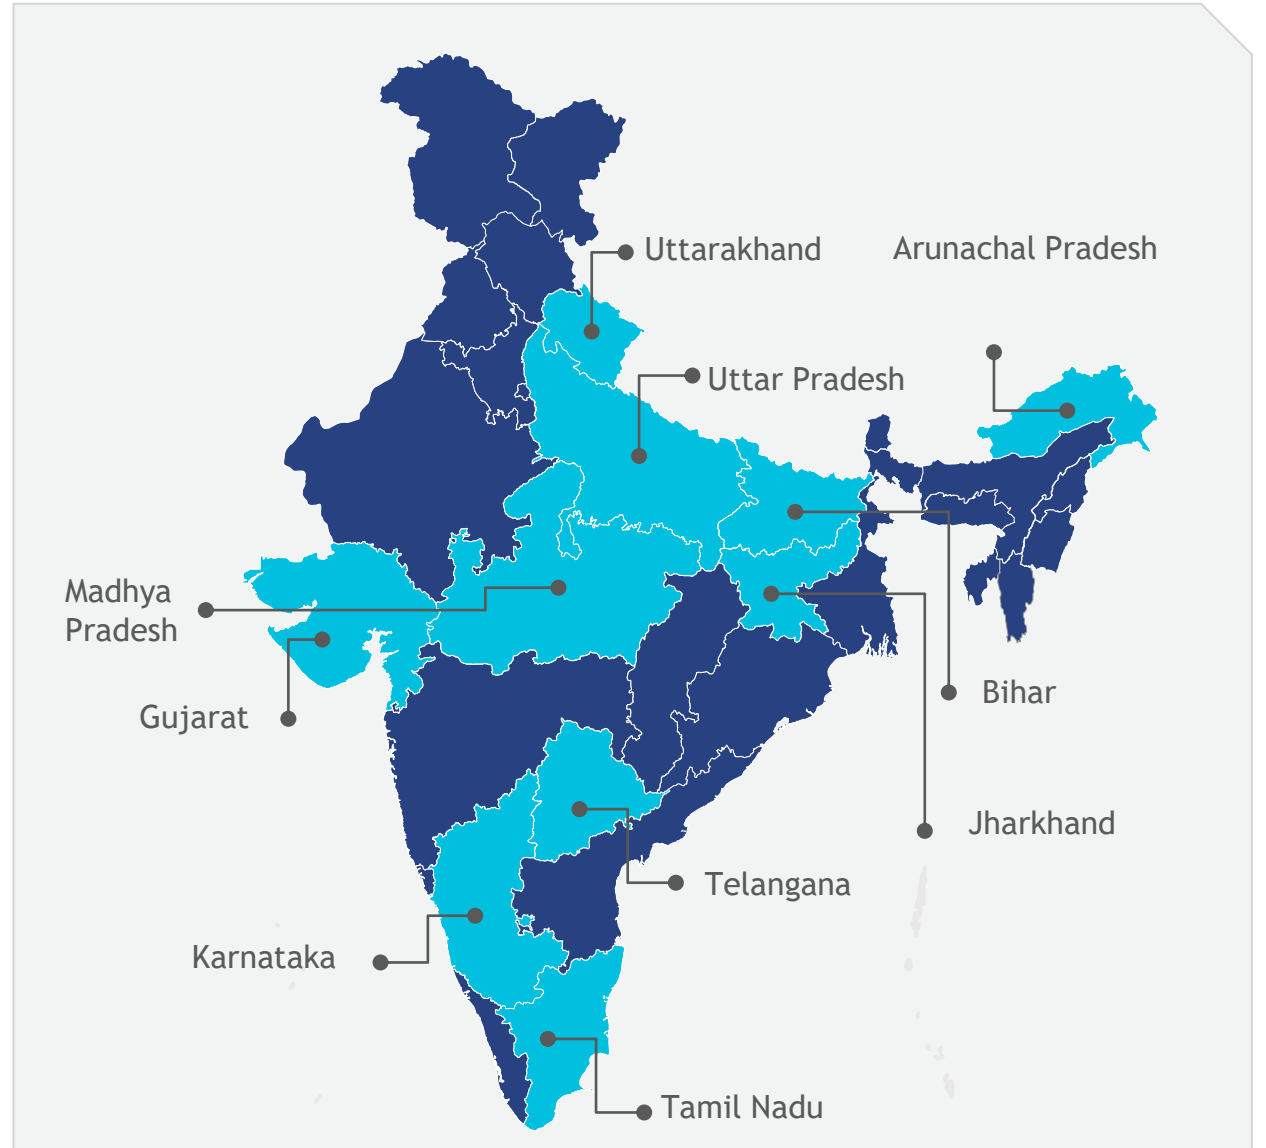 Uttarakhand
Arunachal Pradesh
Uttar Pradesh
Madhya
Pradesh
Bihar
Gujarat
Jharkhand
Telangana
Karnataka
Tamil Nadu